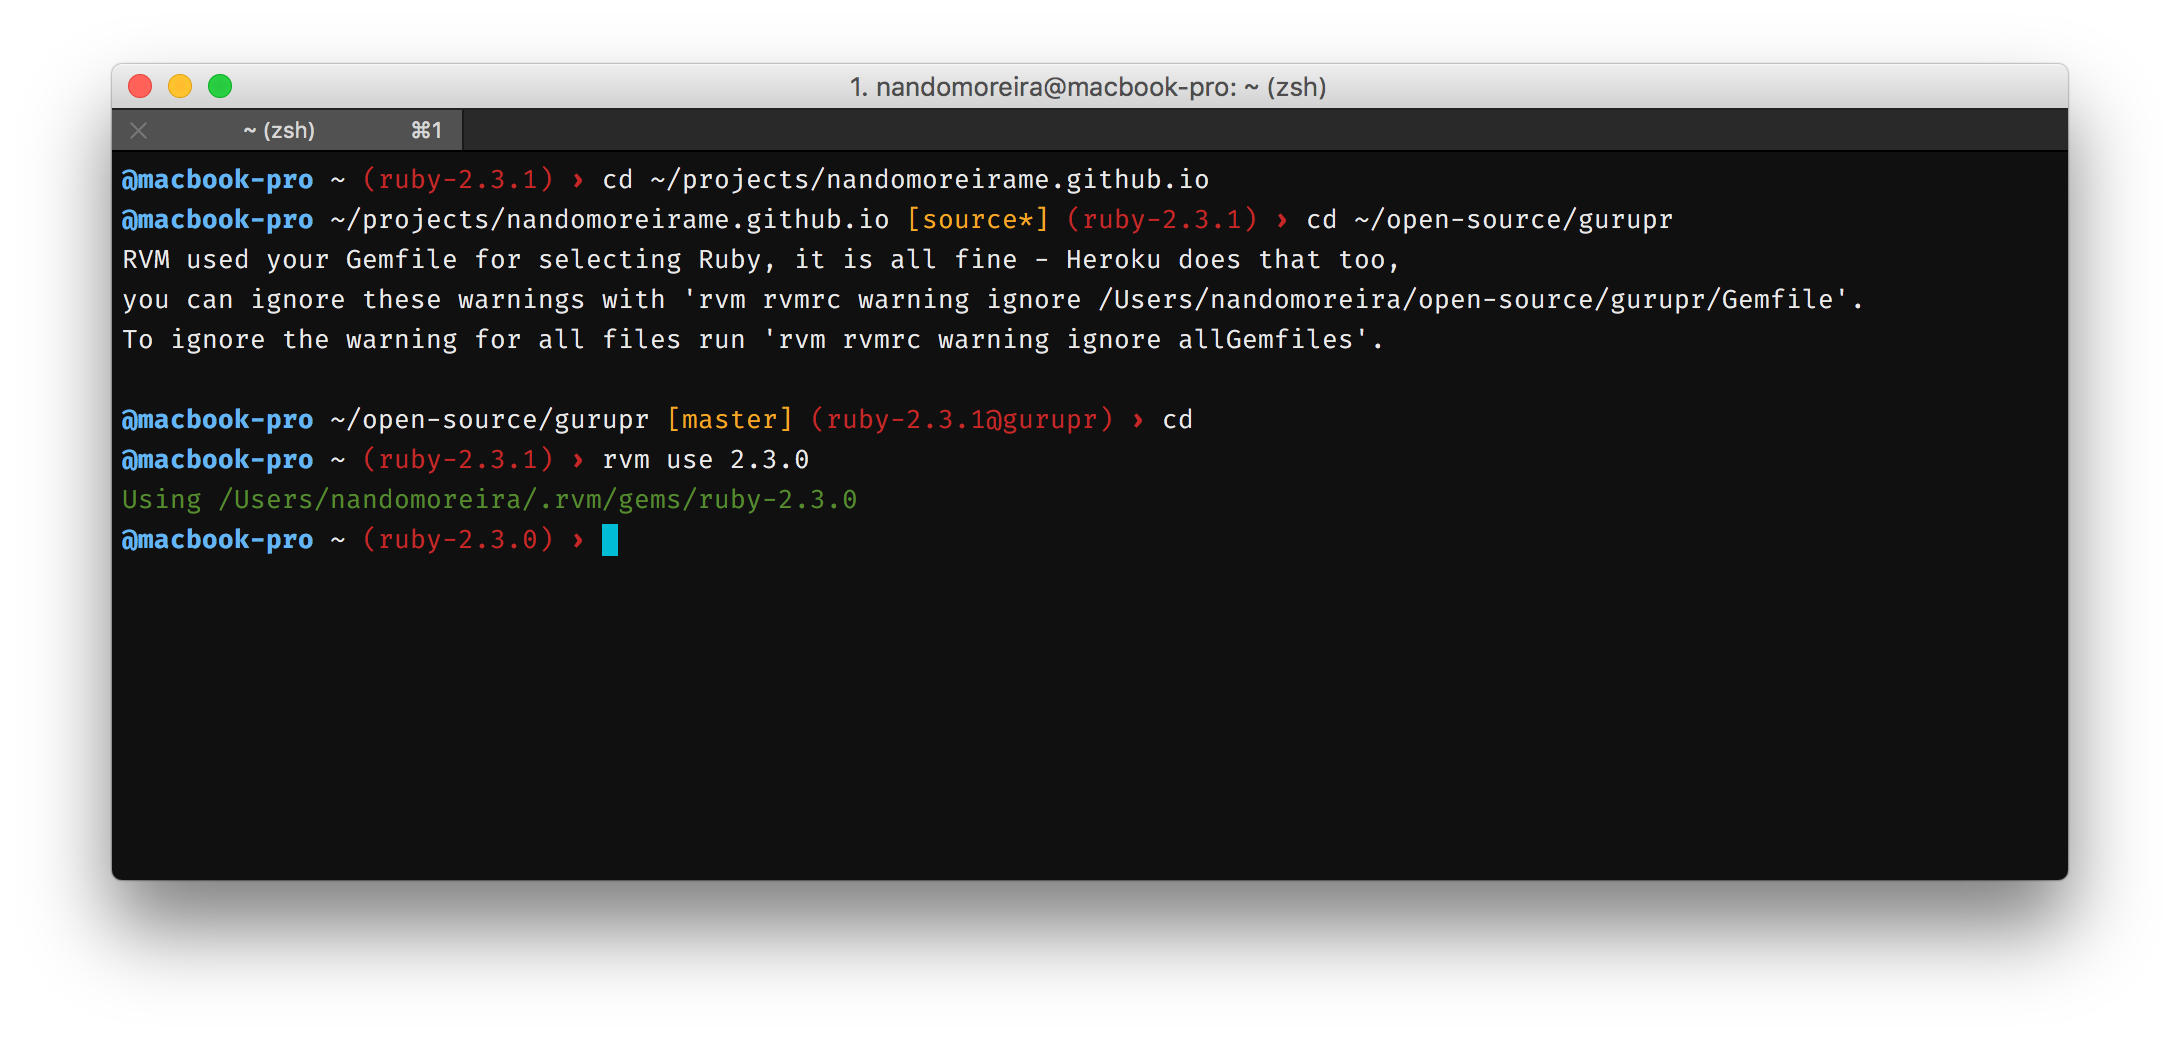 1. nandomoreira@macbook-pro: ~ (zsh)
~ (zsh) ⌘1
@macbook-pro ~ (ruby-2.3.1) › cd ~/projects/nandomoreirame.github.io
@macbook-pro ~/projects/nandomoreirame.github.io [source*] (ruby-2.3.1) › cd ~/open-source/gurupr
RVM used your Gemfile for selecting Ruby, it is all fine - Heroku does that too,
you can ignore these warnings with 'rvm rvmrc warning ignore /Users/nandomoreira/open-source/gurupr/Gemfile'.
To ignore the warning for all files run 'rvm rvmrc warning ignore allGemfiles'.
@macbook-pro ~/open-source/gurupr [master] (ruby-2.3.1@gurupr) › cd
@macbook-pro ~ (ruby-2.3.1) › rvm use 2.3.0
Using /Users/nandomoreira/.rvm/gems/ruby-2.3.0
@macbook-pro ~ (ruby-2.3.0) ›